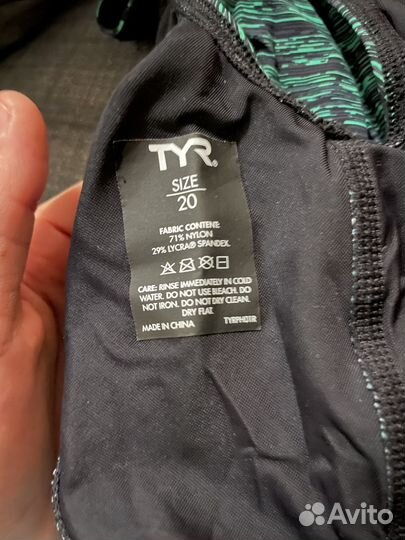 TYR
SIZE
20
FABRIC CONTENT:
71% NYLON
29% LYCRA® SPANDEX
CARE: RINSE IMMEDIATELY IN COLD
WATER. DO NOT USE BLEACH. DO
NOT IRON. DO NOT DRY CLEAN.
DRY FLAT
MADE IN CHINA
Avito